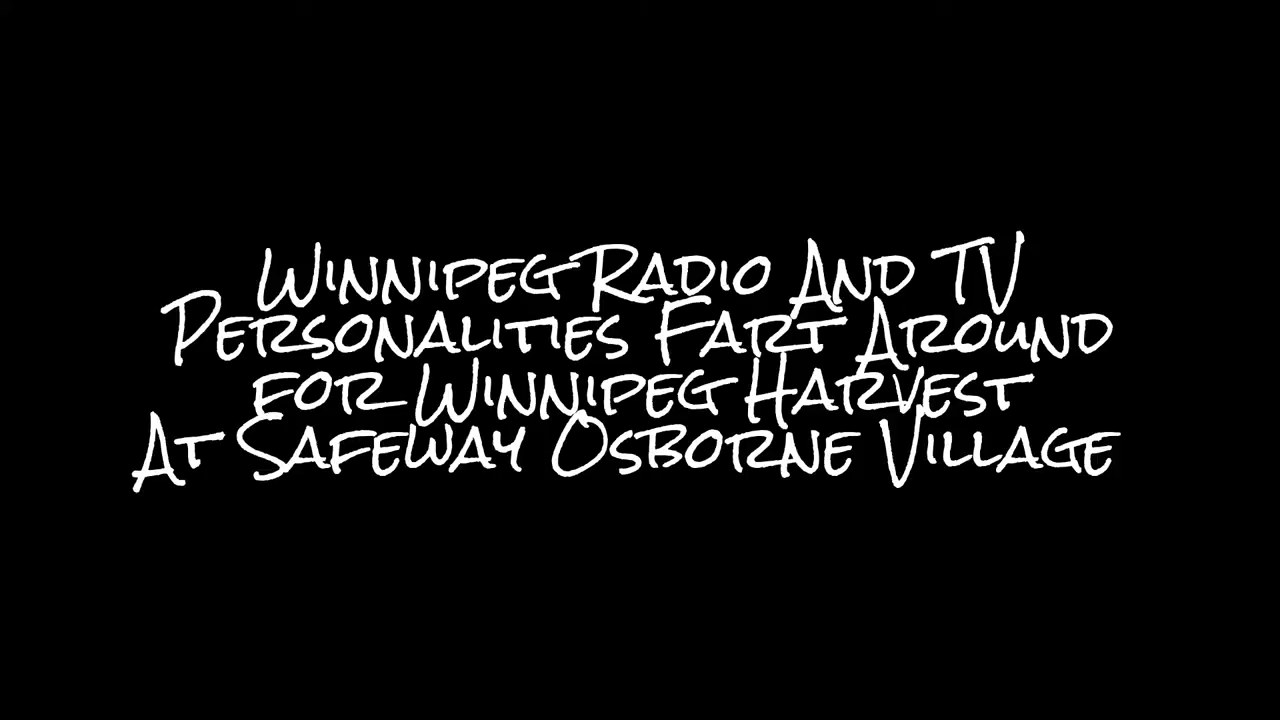 Winnipeg Radio And TV
Personalities Fart Around
for Winnipeg Harvest
At Safeway Osborne Village